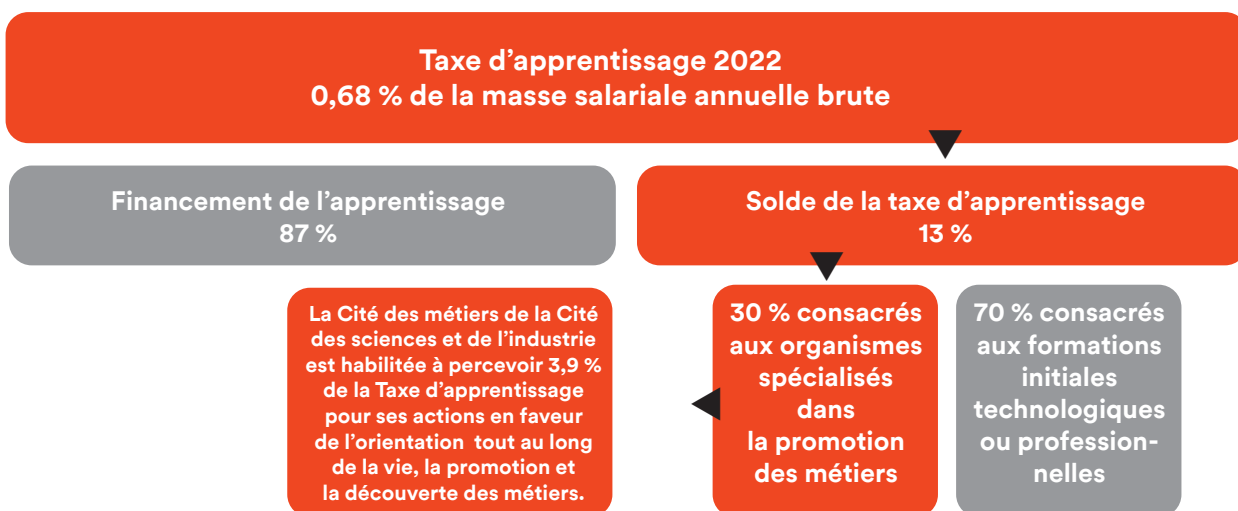 Taxe d’apprentissage 2022
0,68 % de la masse salariale annuelle brute
Financement de l’apprentissage
87 %
Solde de la taxe d’apprentissage
13 %
La Cité des métiers de la Cité
des sciences et de l’industrie
est habilitée à percevoir 3,9 %
de la Taxe d’apprentissage
pour ses actions en faveur
de l’orientation tout au long
de la vie, la promotion et
la découverte des métiers.
30 % consacrés
aux organismes
spécialisés
dans
la promotion
des métiers
70 % consacrés
aux formations
initiales
technologiques
ou profession-
nelles